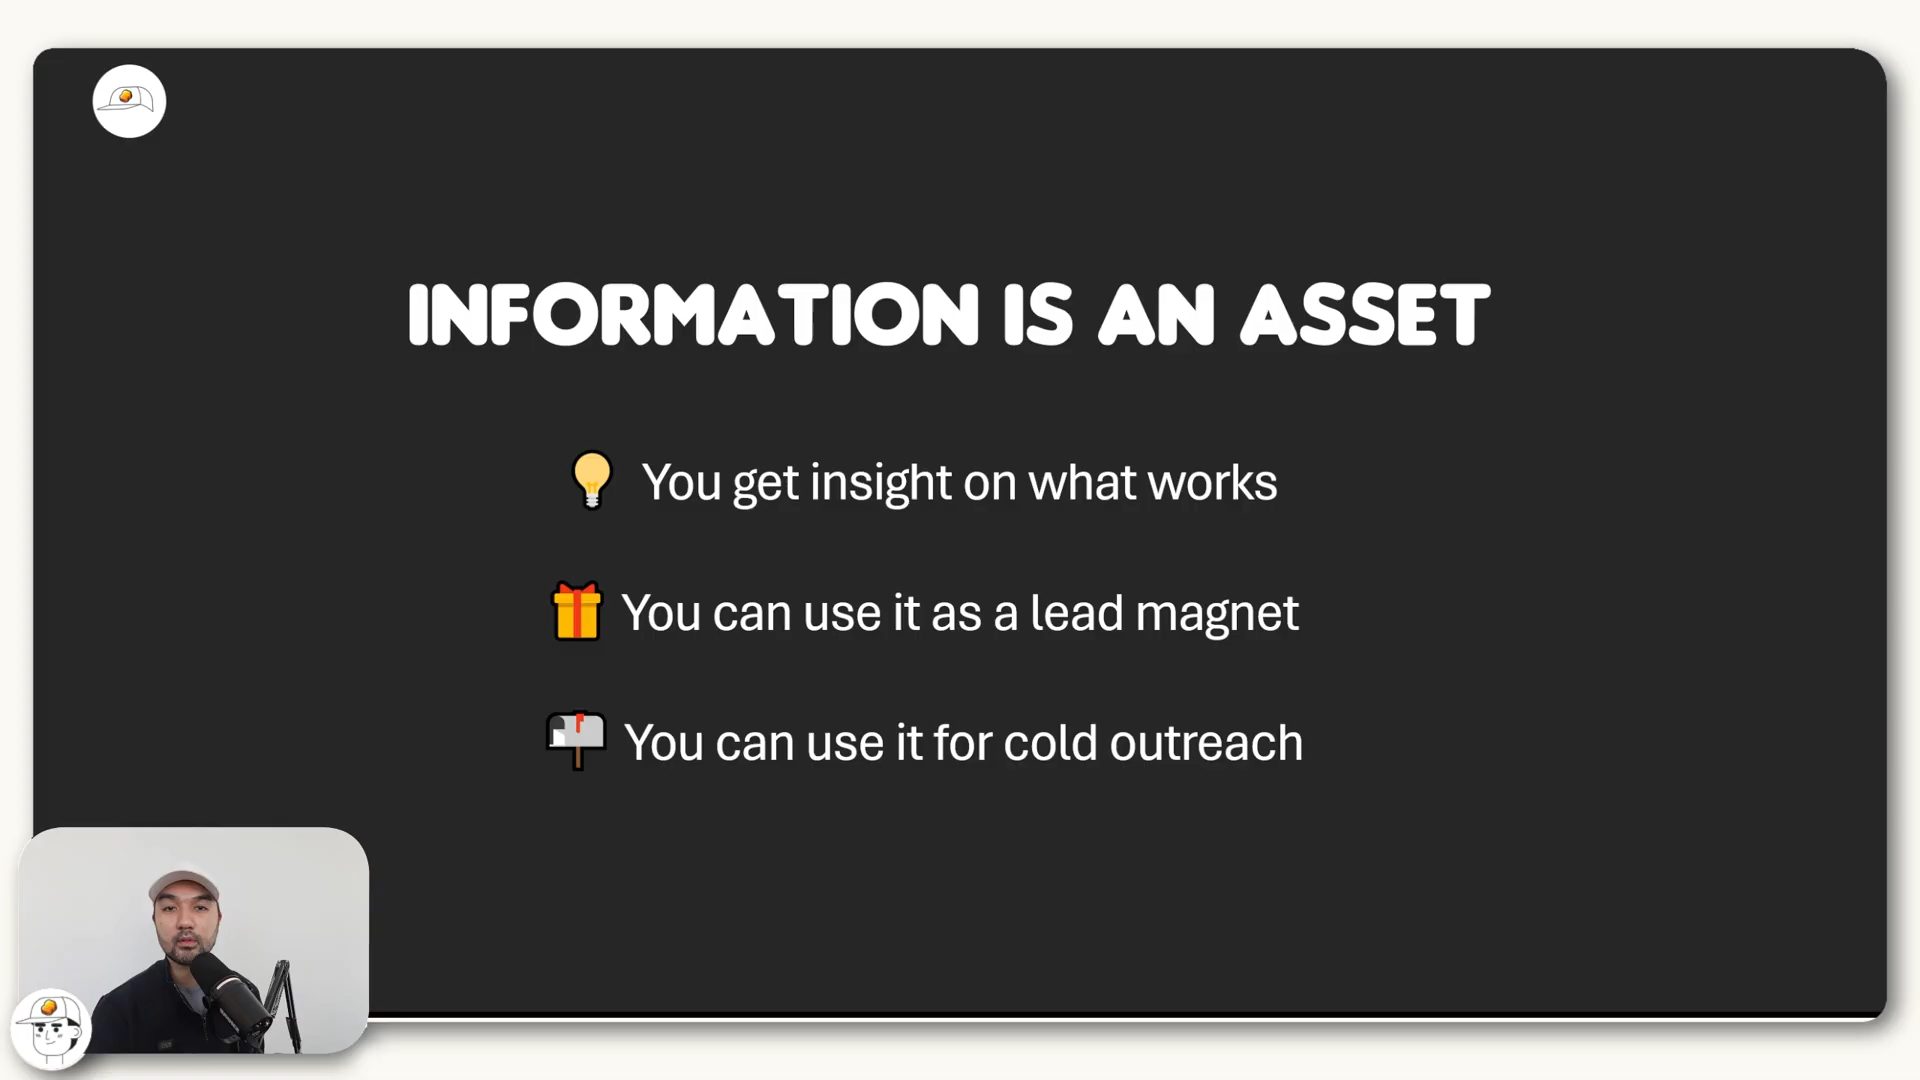 INFORMATION IS AN ASSET
You get insight on what works
You can use it as a lead magnet
You can use it for cold outreach